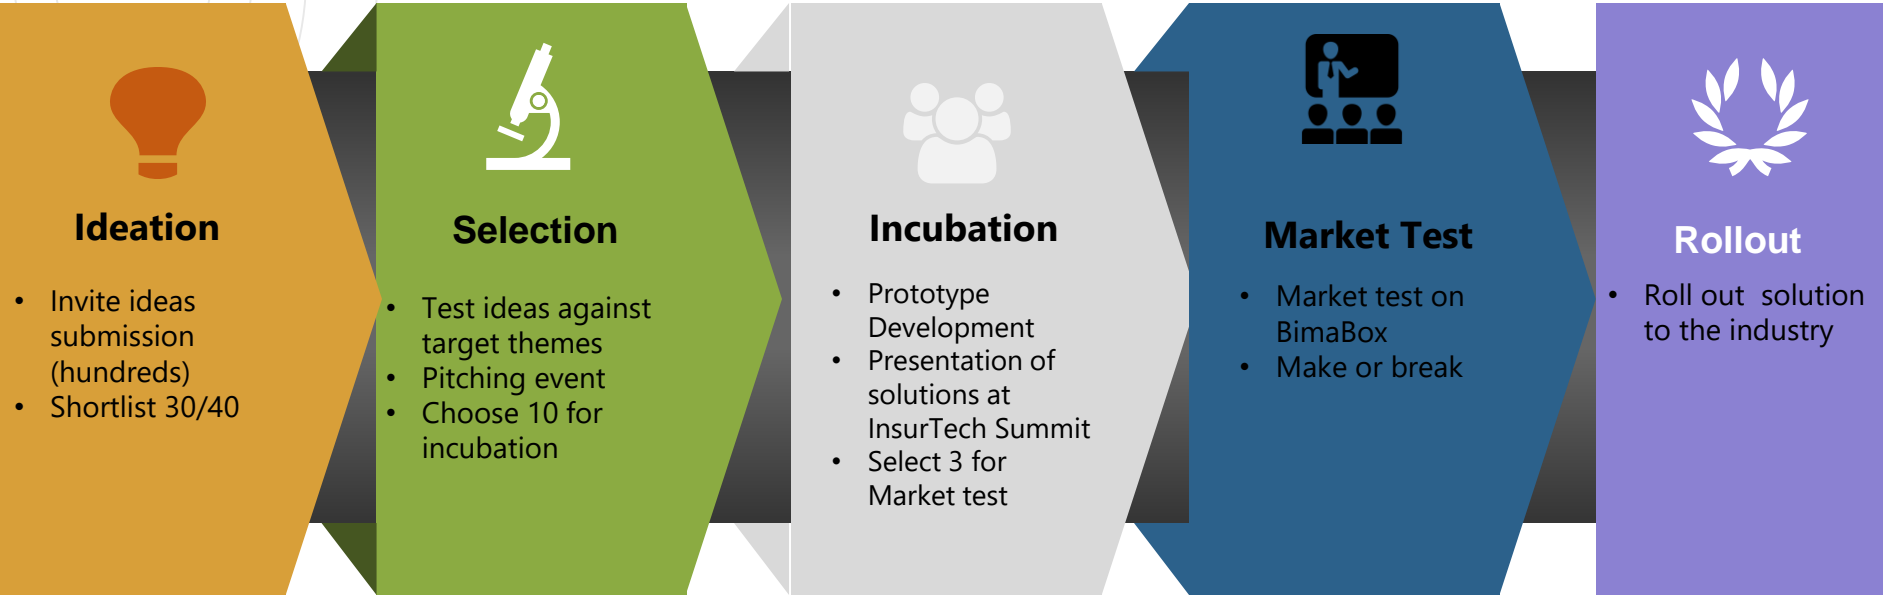 Ideation
• Invite ideas
submission
(hundreds)
• Shortlist 30/40
Selection
• Test ideas against
target themes
• Pitching event
• Choose 10 for
incubation
Incubation
• Prototype
Development
• Presentation of
solutions at
InsurTech Summit
• Select 3 for
Market test
Market Test
• Market test on
BimaBox
• Make or break
Rollout
• Roll out  solution
to the industry